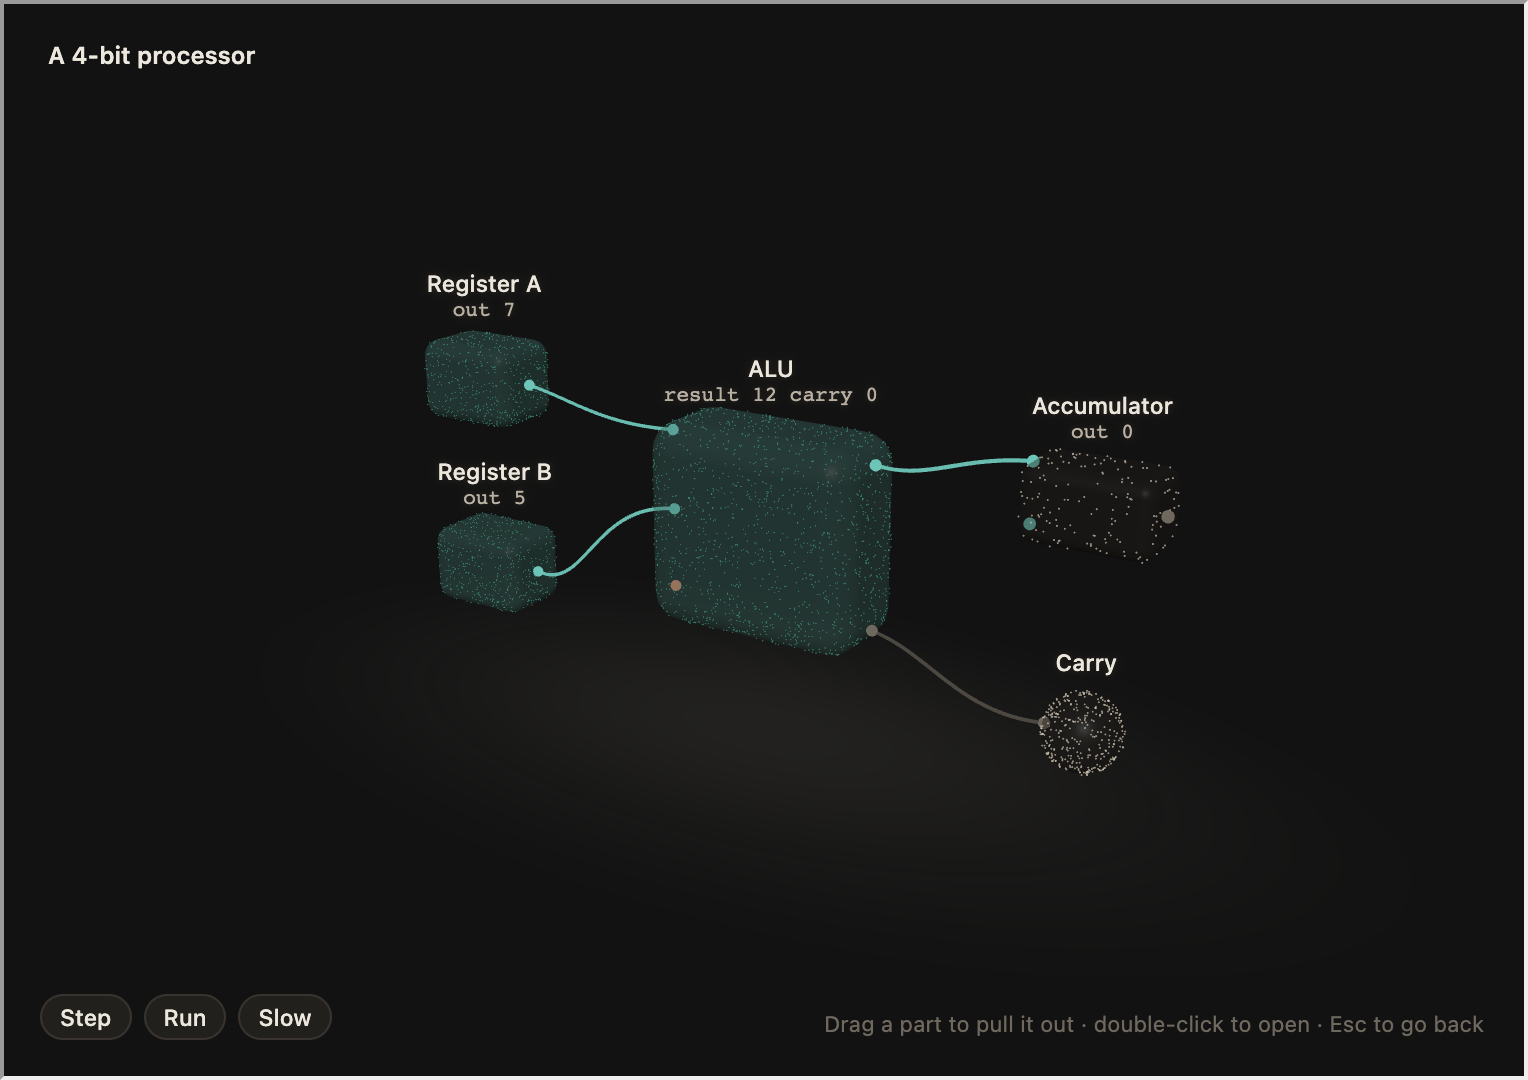 A 4-bit processor
Register A
out 7
ALU
result 12 carry 0
Accumulator
out 0
Register B
out 5
Carry
Step
Run
Slow
Drag a part to pull it out · double-click to open · Esc to go back